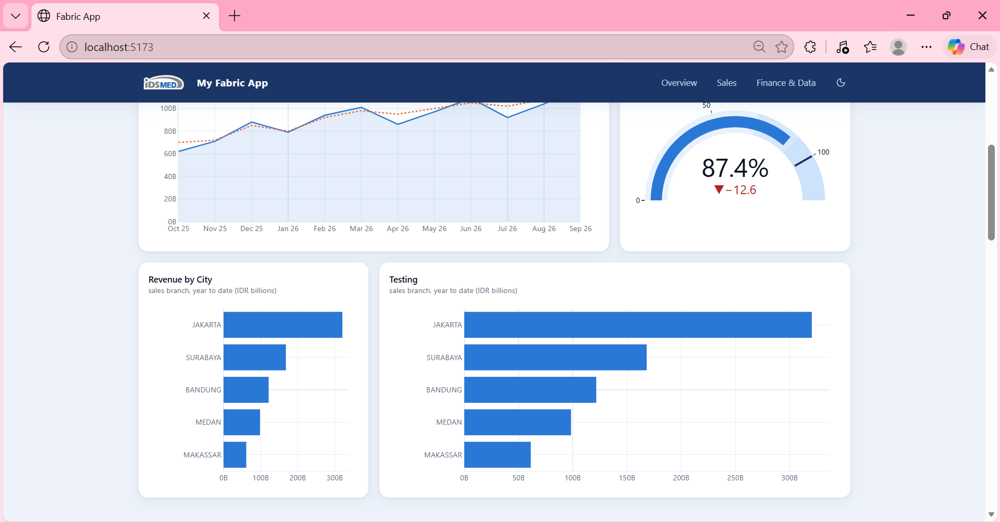 Fabric App
localhost:5173
Chat
iDSMED
My Fabric App
Overview
Sales
Finance & Data
100B
80B
60B
40B
20B
0B
Oct 25
Nov 25
Dec 25
Jan 26
Feb 26
Mar 26
Apr 26
May 26
Jun 26
Jul 26
Aug 26
Sep 26
50
100
0
87.4%
▼−12.6
Revenue by City
sales branch, year to date (IDR billions)
JAKARTA
SURABAYA
BANDUNG
MEDAN
MAKASSAR
0B
100B
200B
300B
Testing
sales branch, year to date (IDR billions)
JAKARTA
SURABAYA
BANDUNG
MEDAN
MAKASSAR
0B
50B
100B
150B
200B
250B
300B